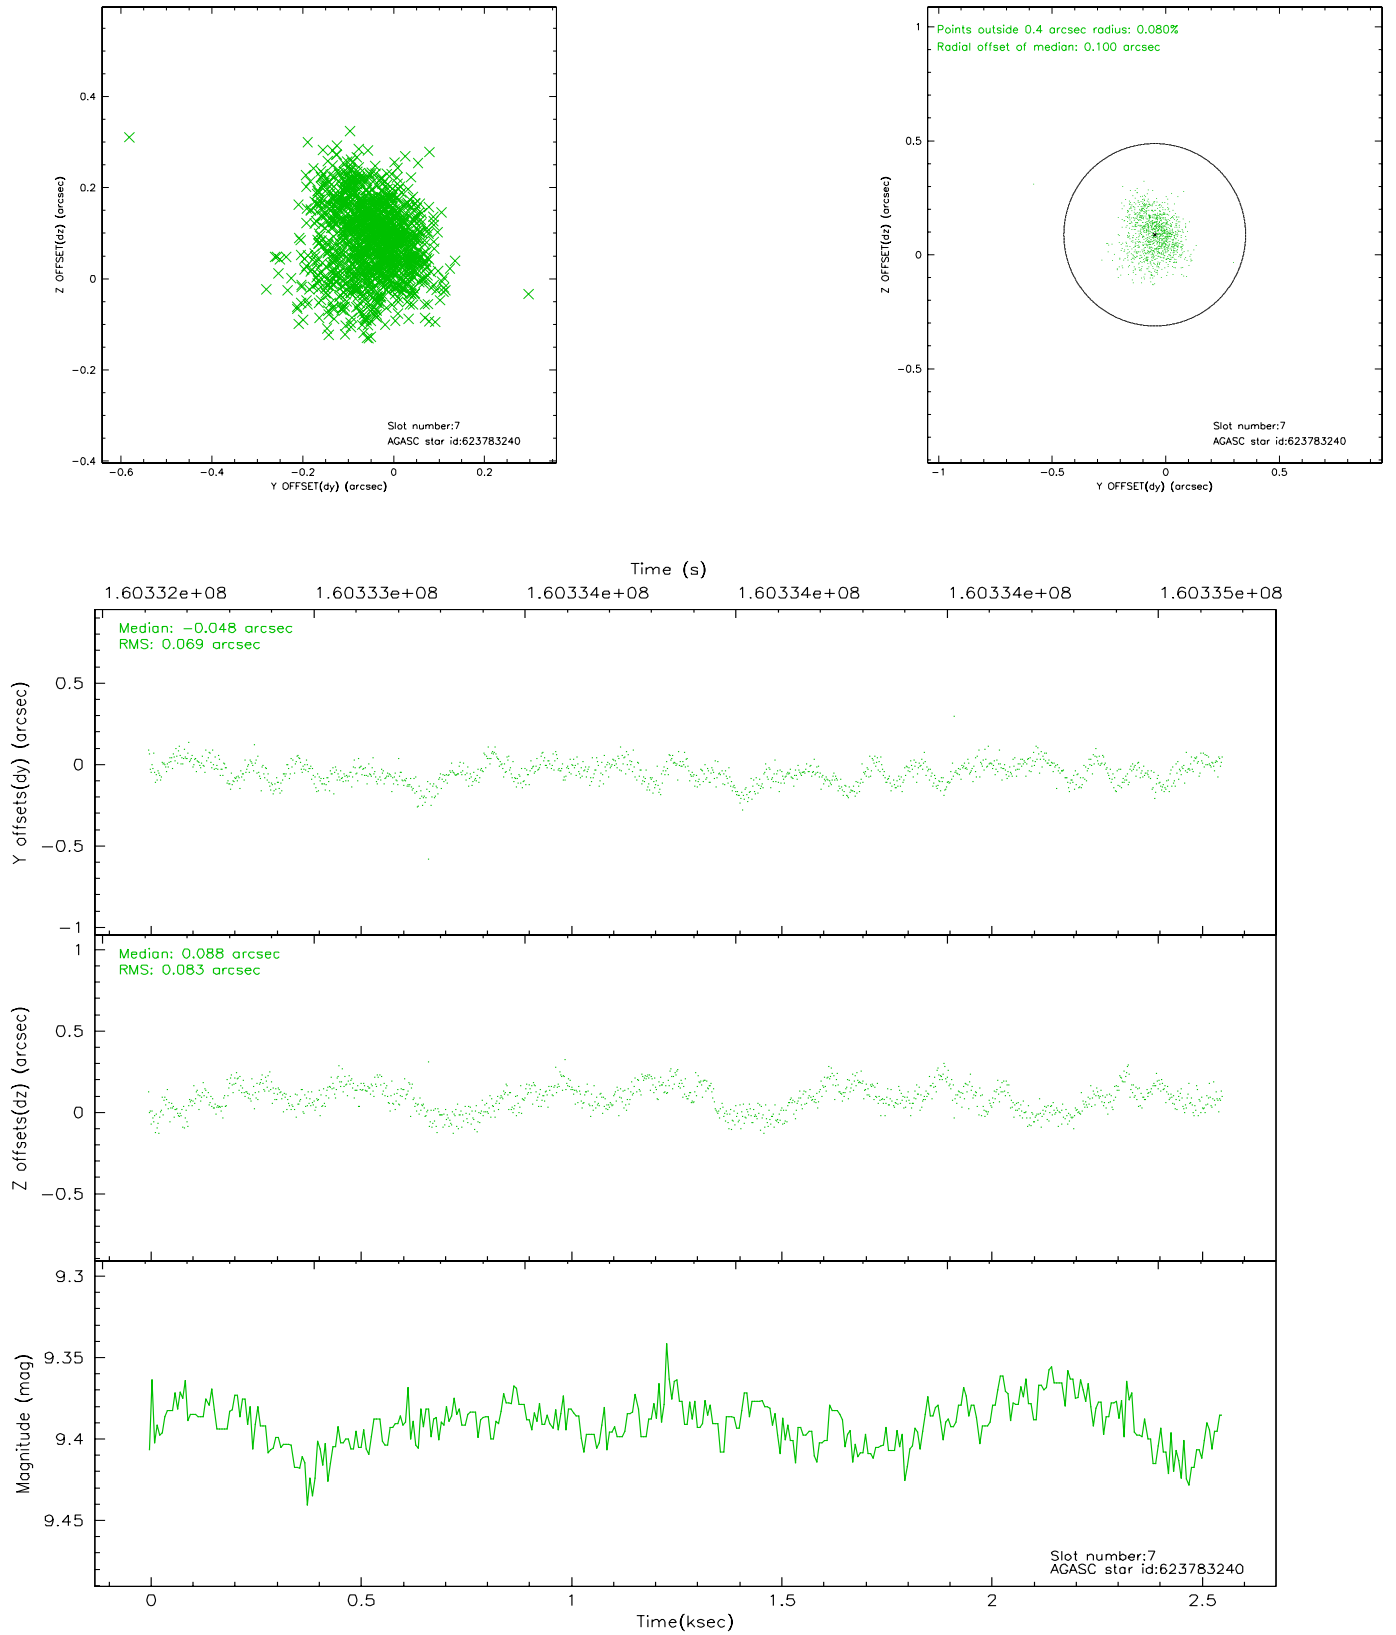 0.4
0.2
0
−0.2
−0.4
Z OFFSET(dz) (arcsec)
Slot number:7
AGASC star id:623783240
−0.6
−0.4
−0.2
0
0.2
Y OFFSET(dy) (arcsec)
Points outside 0.4 arcsec radius: 0.080%
Radial offset of median: 0.100 arcsec
1
0.5
0
−0.5
Z OFFSET(dz) (arcsec)
Slot number:7
AGASC star id:623783240
−1
−0.5
0
0.5
Y OFFSET(dy) (arcsec)
Time (s)
1.60332e+08
1.60333e+08
1.60334e+08
1.60334e+08
1.60334e+08
1.60335e+08
Median: −0.048 arcsec
RMS: 0.069 arcsec
0.5
0
−0.5
−1
Y offsets(dy) (arcsec)
Median: 0.088 arcsec
RMS: 0.083 arcsec
1
0.5
0
−0.5
Z offsets(dz) (arcsec)
9.3
9.35
9.4
9.45
Magnitude (mag)
Slot number:7
AGASC star id:623783240
0
0.5
1
1.5
2
2.5
Time(ksec)